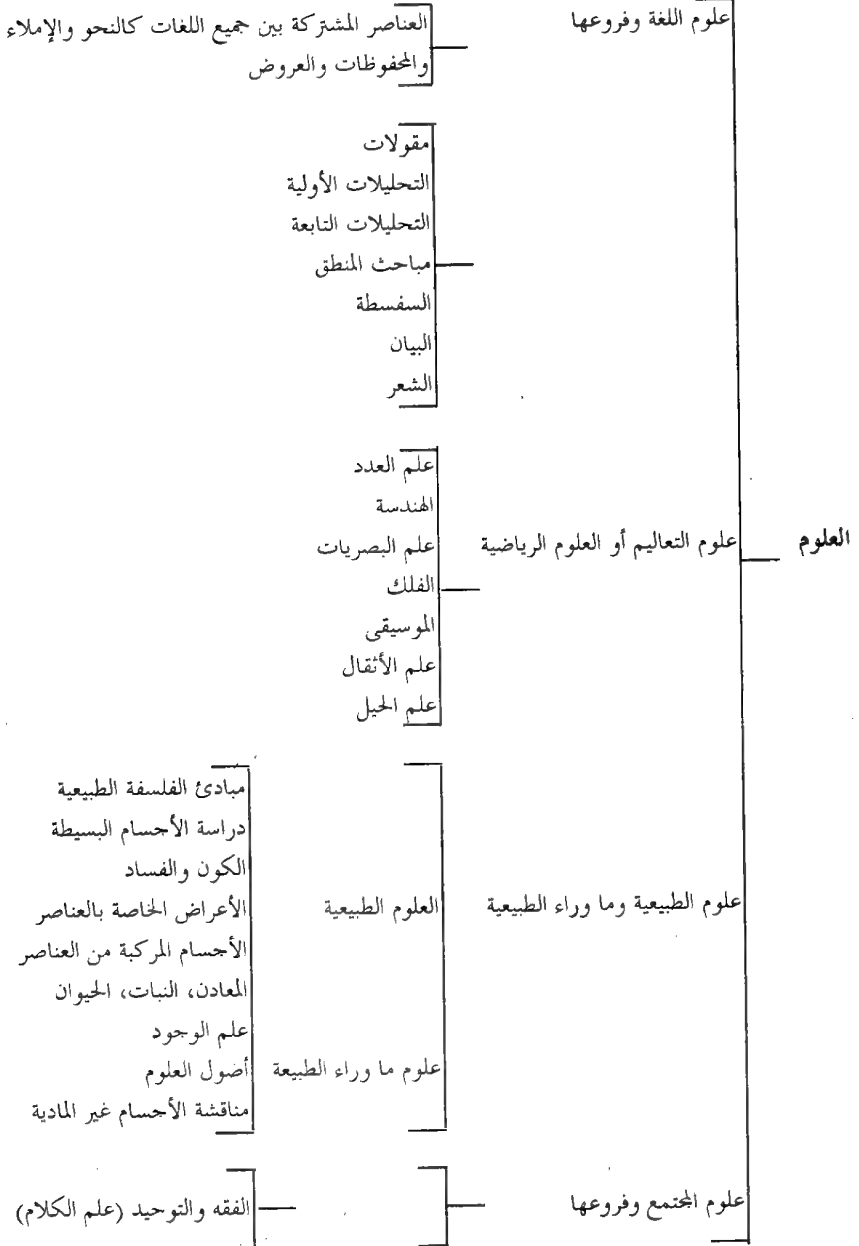 علوم اللغة وفروعها
العناصر المشتركة بين جميع اللغات كالنحو والإملاء
والمحفوظات والعروض
مقولات
التحليلات الأولية
التحليلات التابعة
مباحث المنطق
السفسطة
البيان
الشعر
العلوم
علوم التعاليم أو العلوم الرياضية
علم العدد
الهندسة
علم البصريات
الفلك
الموسيقى
علم الأثقال
علم الحيل
علوم الطبيعية وما وراء الطبيعية
العلوم الطبيعية
مبادئ الفلسفة الطبيعية
دراسة الأجسام البسيطة
الكون والفساد
الأعراض الخاصة بالعناصر
الأجسام المركبة من العناصر
المعادن، النبات، الحيوان
علوم ما وراء الطبيعة
علم الوجود
أضول العلوم
مناقشة الأجسام غير المادية
علوم المجتمع وفروعها
الفقه والتوحيد (علم الكلام)